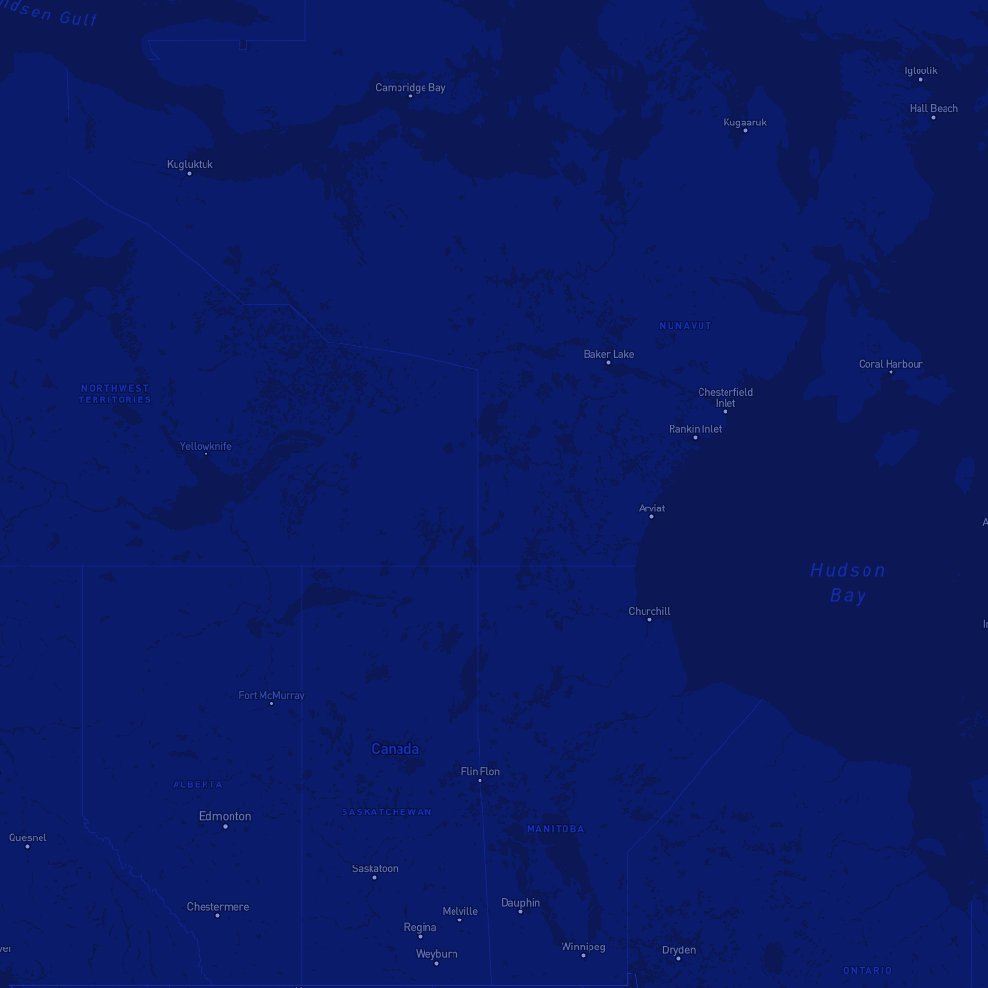 ndsen Gulf
Igloolik
Cambridge Bay
Hall Beach
Kugaaruk
Kugluktuk
NUNAVUT
Baker Lake
Coral Harbour
NORTHWEST
TERRITORIES
Chesterfield
Inlet
Rankin Inlet
Yellowknife
Arviat
Hudson
Bay
Churchill
Fort McMurray
Canada
Flin Flon
ALBERTA
SASKATCHEWAN
Edmonton
MANITOBA
Quesnel
Saskatoon
Dauphin
Chestermere
Melville
Regina
Winnipeg
ver
Weyburn
Dryden
ONTARIO